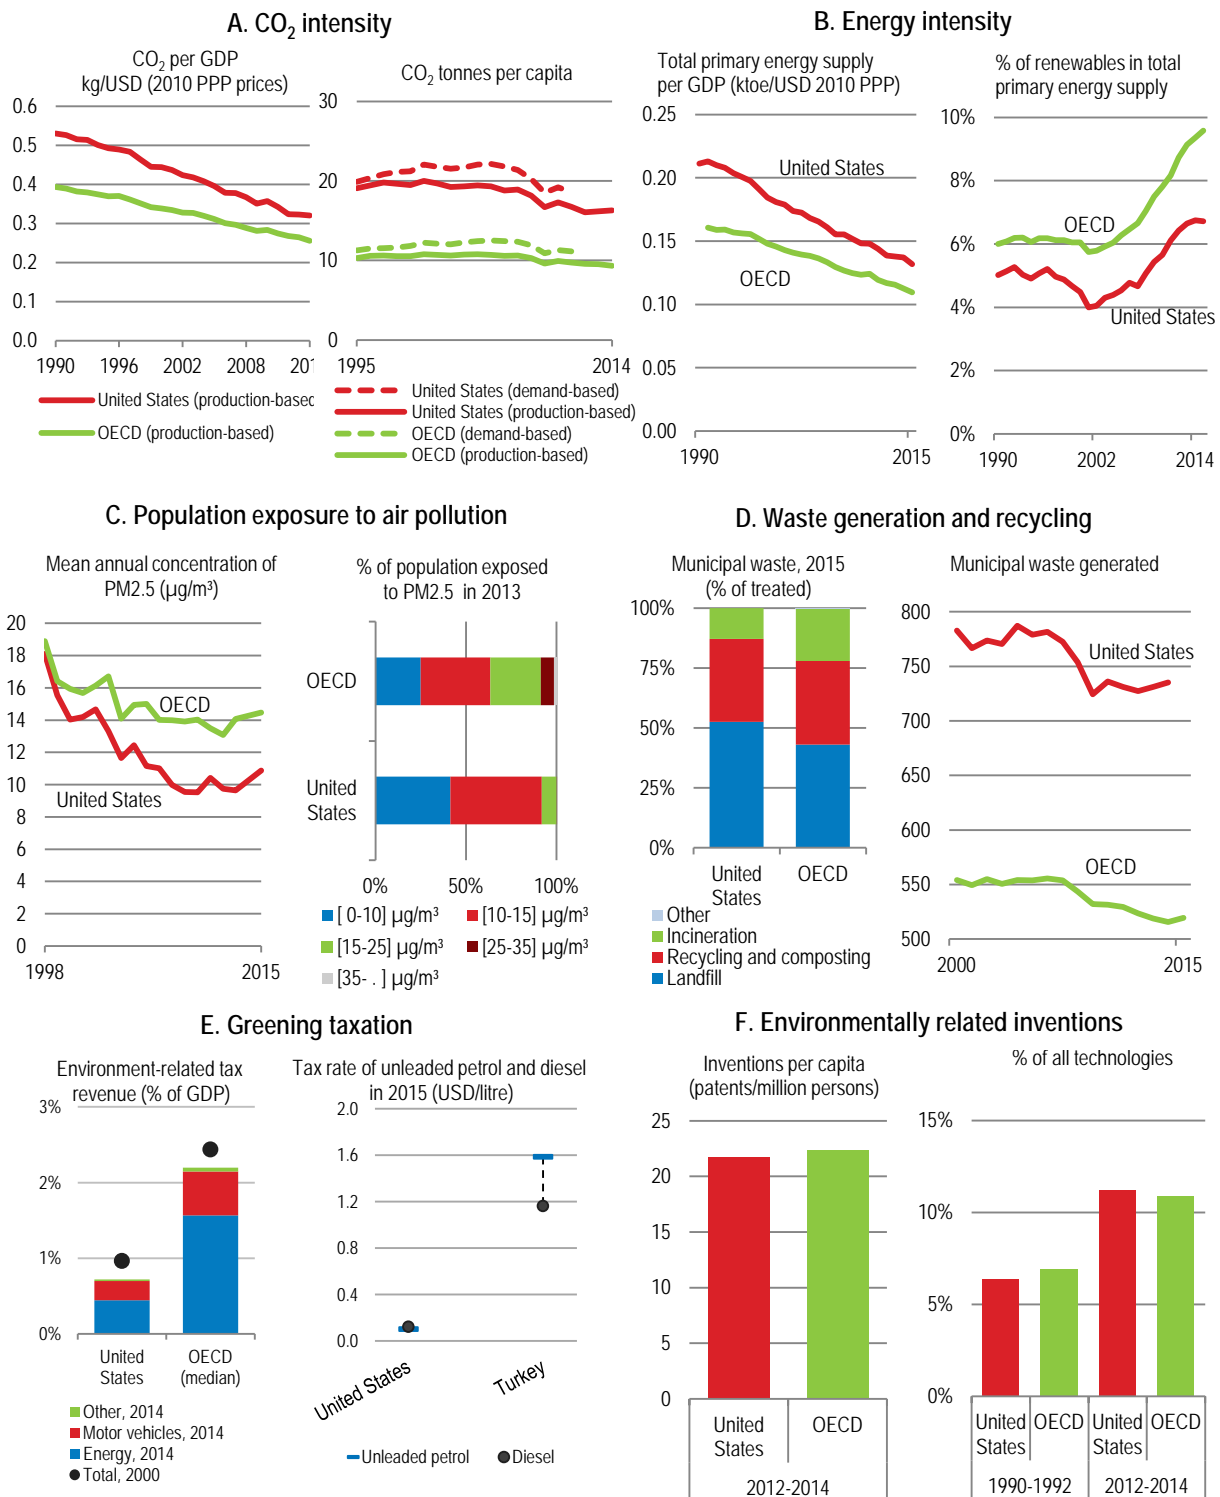 A. CO₂ intensity
CO₂ per GDP
kg/USD (2010 PPP prices)
0.6
0.5
0.4
0.3
0.2
0.1
0.0
1990
1996
2002
2008
201
United States (production-based
OECD (production-based)
CO₂ tonnes per capita
30
20
10
0
1995
2014
United States (demand-based)
United States (production-based)
OECD (demand-based)
OECD (production-based)
B. Energy intensity
Total primary energy supply
per GDP (ktoe/USD 2010 PPP)
0.25
0.20
0.15
0.10
0.05
0.00
United States
OECD
1990
2015
% of renewables in total
primary energy supply
10%
8%
6%
4%
2%
0%
OECD
United States
1990
2002
2014
C. Population exposure to air pollution
Mean annual concentration of
PM2.5 (µg/m³)
20
18
16
14
12
10
8
6
4
2
0
OECD
United States
1998
2015
% of population exposed
to PM2.5 in 2013
OECD
United
States
0%
50%
100%
[ 0-10] µg/m³
[10-15] µg/m³
[15-25] µg/m³
[25-35] µg/m³
[35- . ] µg/m³
D. Waste generation and recycling
Municipal waste, 2015
(% of treated)
100%
75%
50%
25%
0%
United
States
OECD
Other
Incineration
Recycling and composting
Landfill
Municipal waste generated
800
750
700
650
600
550
500
United States
OECD
2000
2015
E. Greening taxation
Environment-related tax
revenue (% of GDP)
3%
2%
1%
0%
United
States
OECD
(median)
Other, 2014
Motor vehicles, 2014
Energy, 2014
Total, 2000
Tax rate of unleaded petrol and diesel
in 2015 (USD/litre)
2.0
1.6
1.2
0.8
0.4
0.0
United States
Turkey
Unleaded petrol
Diesel
F. Environmentally related inventions
Inventions per capita
(patents/million persons)
25
20
15
10
5
0
United
States
OECD
2012-2014
% of all technologies
15%
10%
5%
0%
United
States
OECD
United
States
OECD
1990-1992
2012-2014